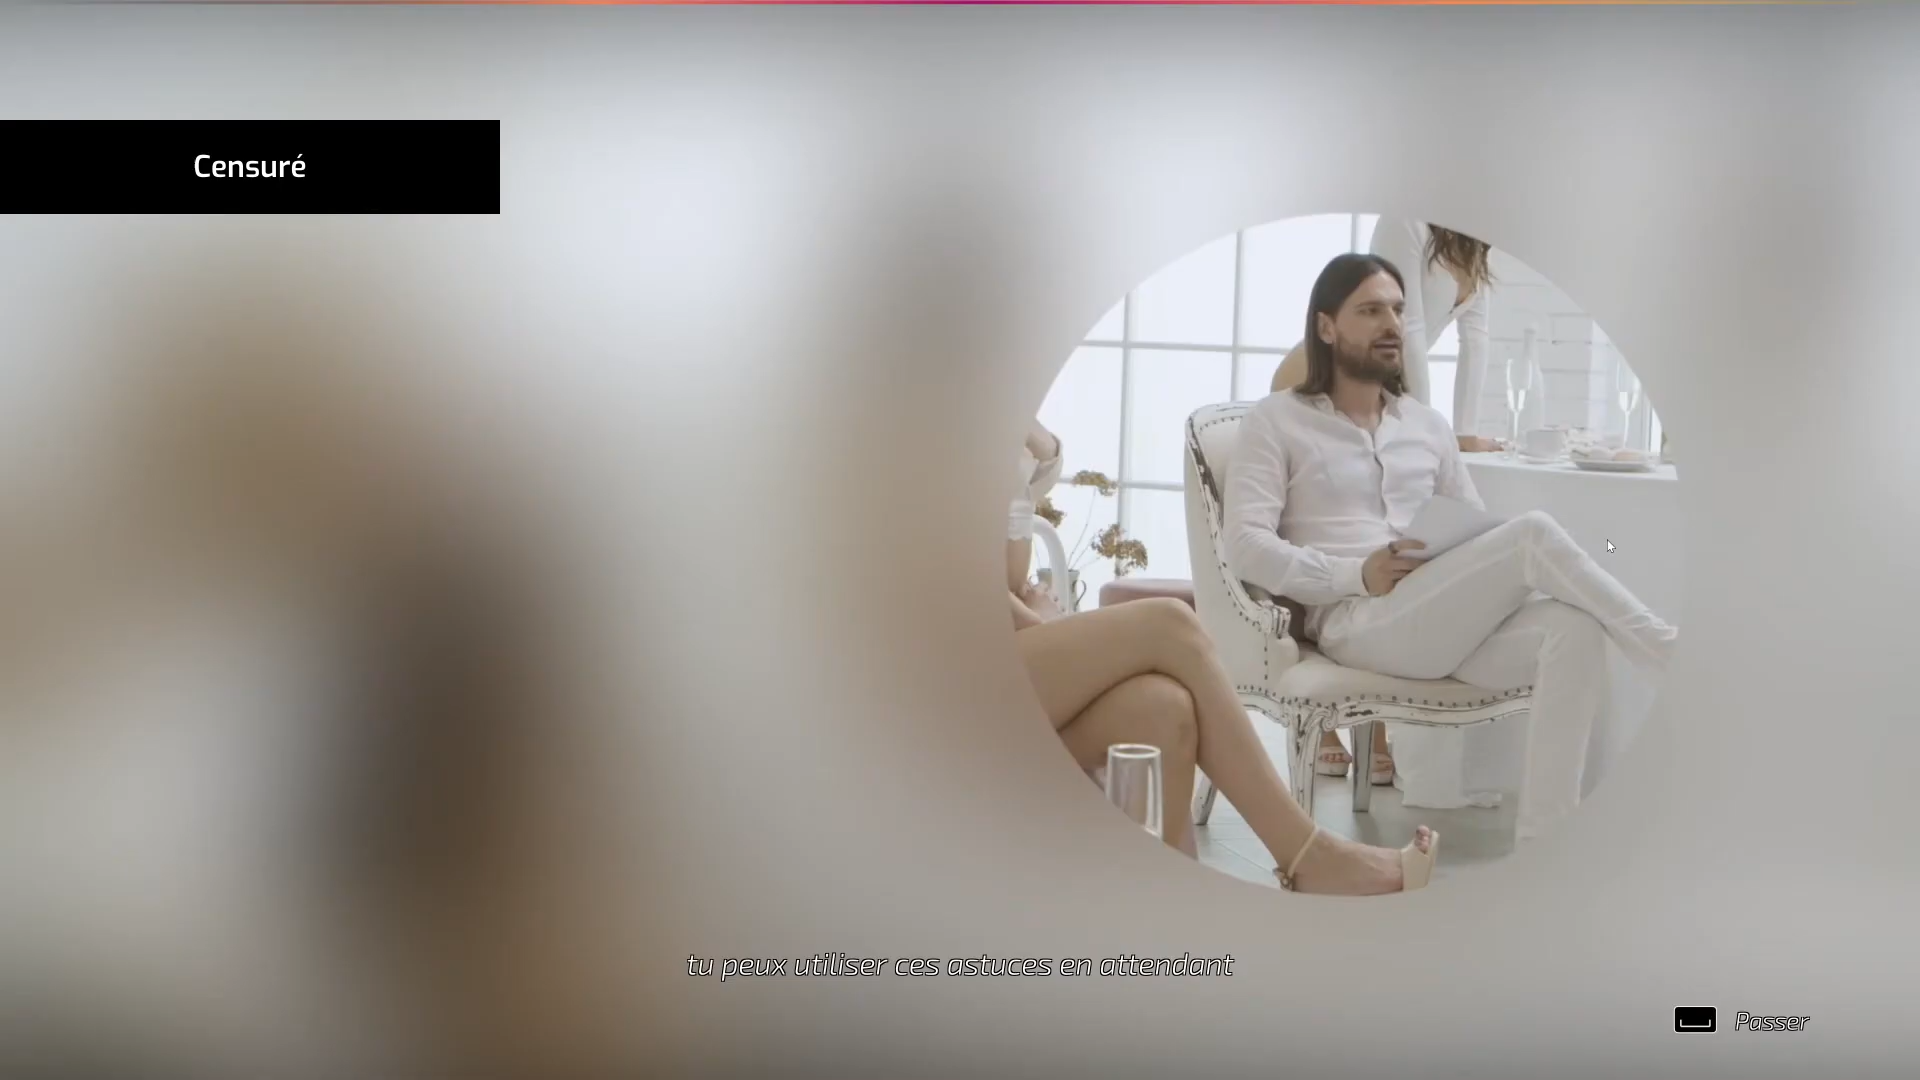 Censuré
tu peux utiliser ces astuces en attendant
Passer